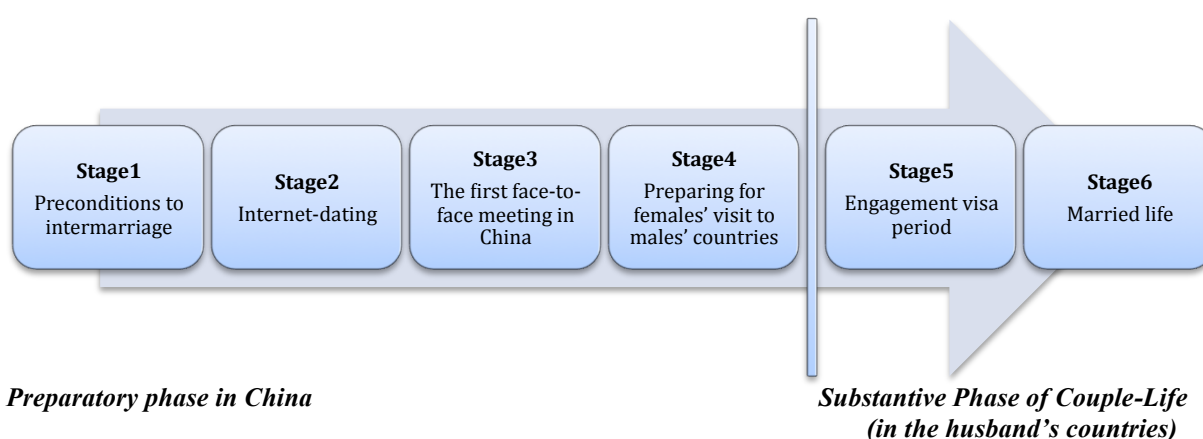 Stage1
Preconditions to
intermarriage
Stage2
Internet-dating
Stage3
The first face-to-
face meeting in
China
Stage4
Preparing for
females’ visit to
males’ countries
Stage5
Engagement visa
period
Stage6
Married life
Preparatory phase in China
Substantive Phase of Couple-Life
(in the husband’s countries)